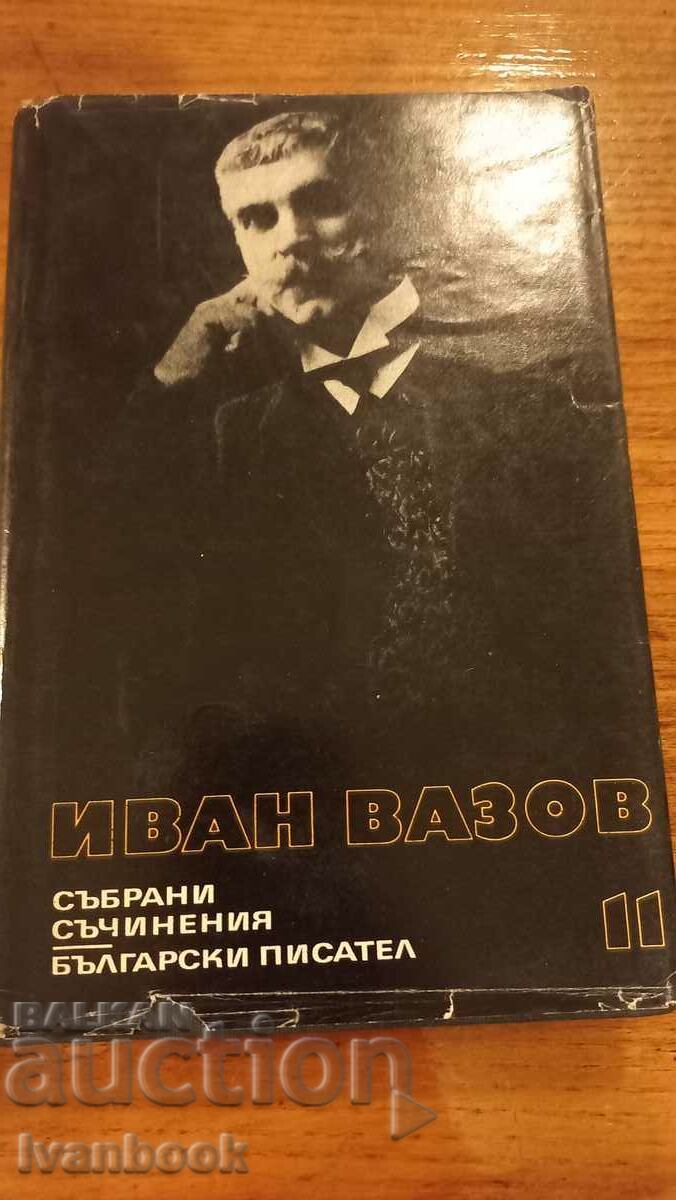 ИВАН ВАЗОВ
СЪБРАНИ
СЪЧИНЕНИЯ
БЪЛГАРСКИ ПИСАТЕЛ
11
BALKAN
auction
Ivanbook